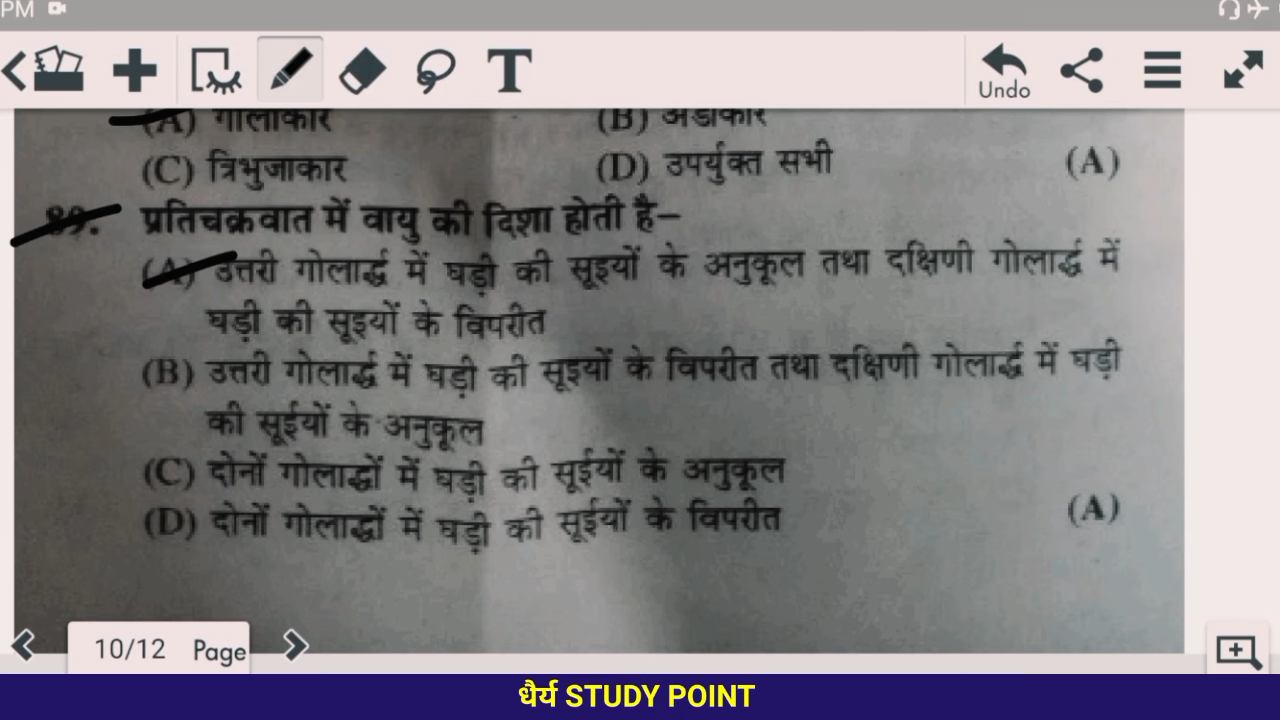 PM
Undo
(A) गोलाकार (B) अंडाकार
(C) त्रिभुजाकार (D) उपर्युक्त सभी (A)
89. प्रतिचक्रवात में वायु की दिशा होती है–
(A) उत्तरी गोलार्द्ध में घड़ी की सूइयों के अनुकूल तथा दक्षिणी गोलार्द्ध में
घड़ी की सूइयों के विपरीत
(B) उत्तरी गोलार्द्ध में घड़ी की सूइयों के विपरीत तथा दक्षिणी गोलार्द्ध में घड़ी
की सूईयों के अनुकूल
(C) दोनों गोलार्द्धों में घड़ी की सूईयों के अनुकूल
(D) दोनों गोलार्द्धों में घड़ी की सूईयों के विपरीत (A)
10/12 Page
धैर्य STUDY POINT